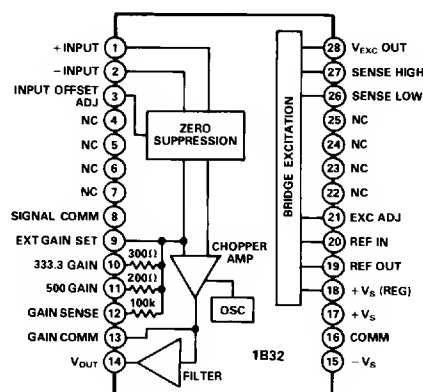 + INPUT 1
- INPUT 2
INPUT OFFSET
ADJ 3
NC 4
NC 5
NC 6
NC 7
SIGNAL COMM 8
EXT GAIN SET 9
333.3 GAIN 10
500 GAIN 11
GAIN SENSE 12
GAIN COMM 13
VOUT 14
ZERO
SUPPRESSION
300Ω
200Ω
100k
CHOPPER
AMP
OSC
FILTER
1B32
BRIDGE EXCITATION
28 VEXC OUT
27 SENSE HIGH
26 SENSE LOW
25 NC
24 NC
23 NC
22 NC
21 EXC ADJ
20 REF IN
19 REF OUT
18 + VS (REG)
17 + VS
16 COMM
15 - VS